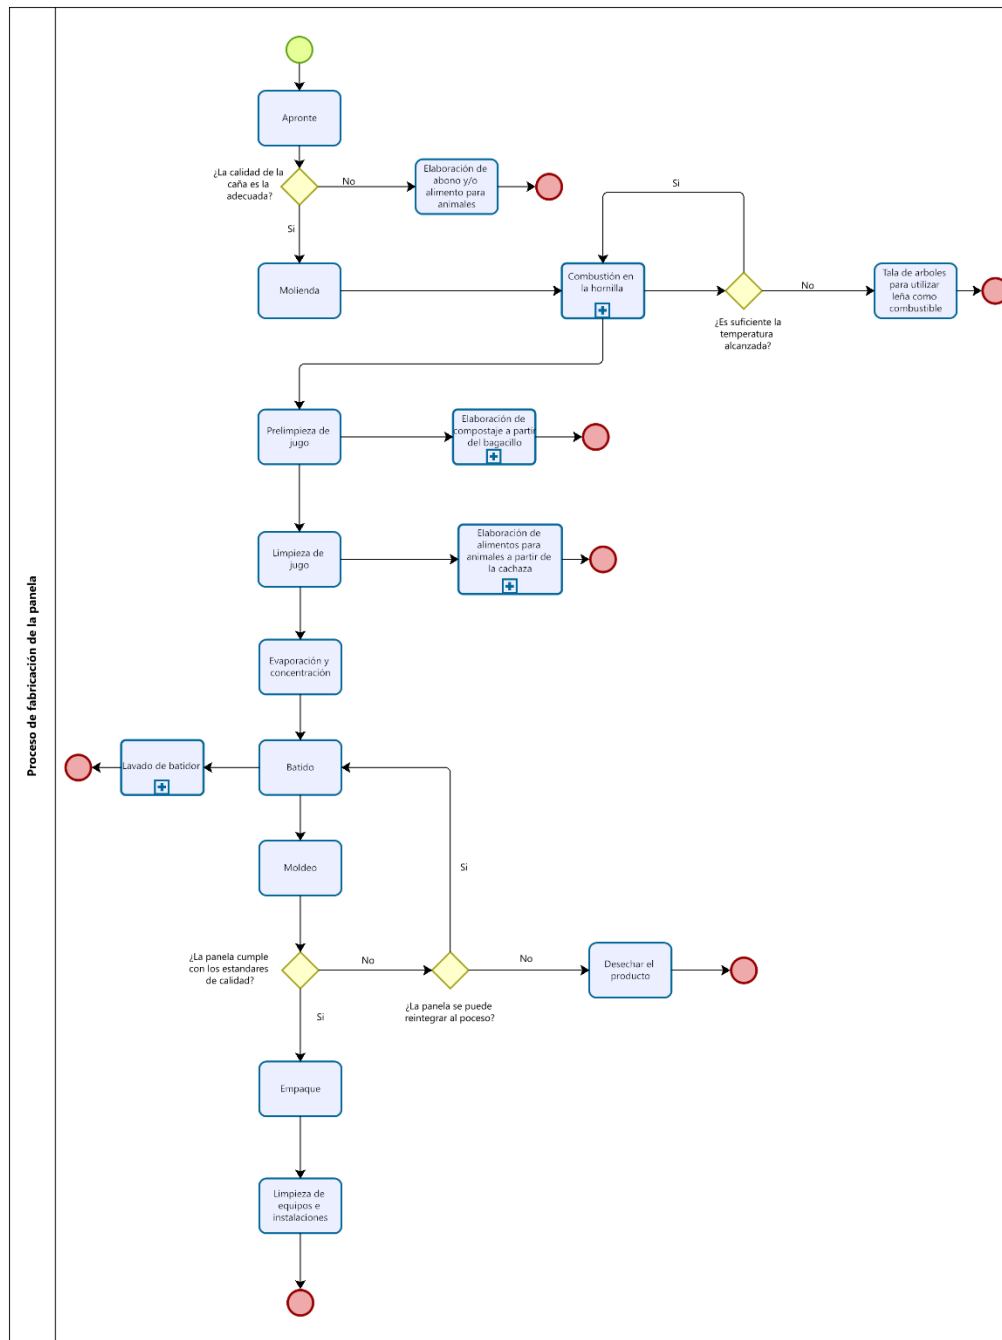 Proceso de fabricación de la panela
Apronte
¿La calidad de la
caña es la
adecuada?
No
Elaboración de
abono y/o
alimento para
animales
Si
Molienda
Combustión en
la hornilla
Si
¿Es suficiente la
temperatura
alcanzada?
No
Tala de arboles
para utilizar
leña como
combustible
Prelimpieza de
jugo
Elaboración de
compostaje a partir
del bagacillo
Limpieza de
jugo
Elaboración de
alimentos para
animales a partir de
la cachaza
Evaporación y
concentración
Lavado de batidor
Batido
Moldeo
Si
¿La panela cumple
con los estandares
de calidad?
No
¿La panela se puede
reintegrar al poceso?
No
Desechar el
producto
Si
Empaque
Limpieza de
equipos e
instalaciones